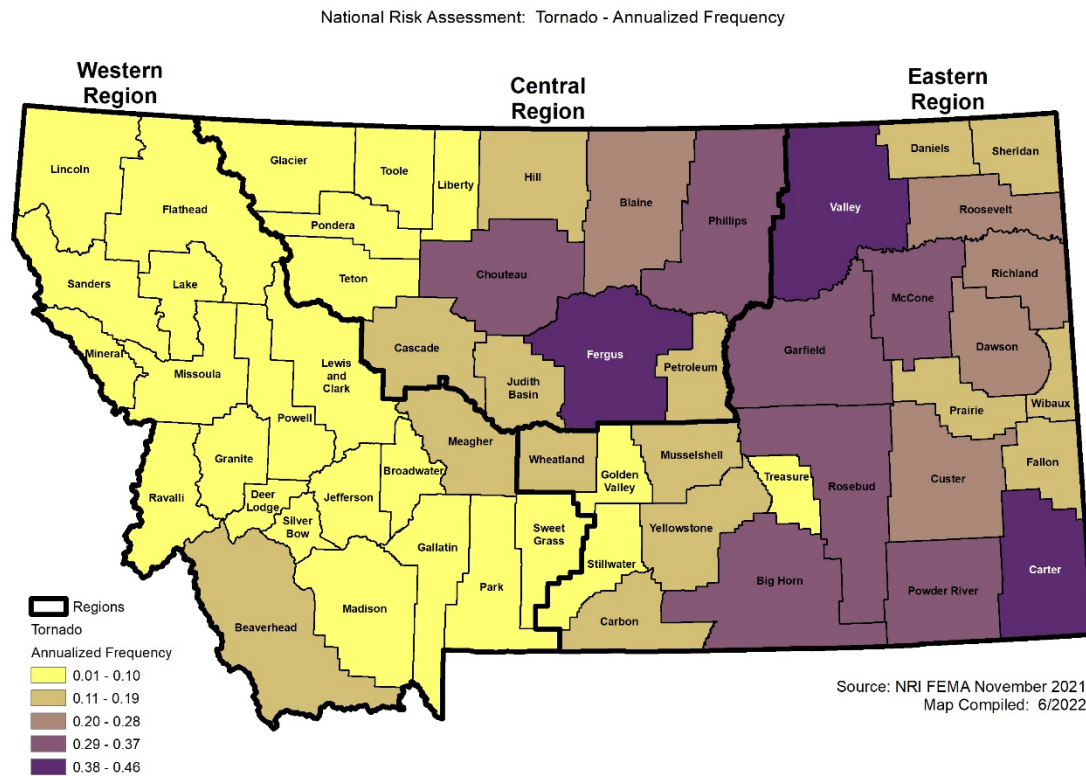 National Risk Assessment: Tornado - Annualized Frequency
Western
Region
Central
Region
Eastern
Region
Lincoln
Flathead
Glacier
Toole
Liberty
Hill
Blaine
Phillips
Valley
Daniels
Sheridan
Roosevelt
Pondera
Teton
Chouteau
Richland
McCone
Sanders
Lake
Mineral
Missoula
Lewis
and
Clark
Cascade
Judith
Basin
Fergus
Petroleum
Garfield
Dawson
Prairie
Wibaux
Powell
Granite
Ravalli
Deer
Lodge
Silver
Bow
Jefferson
Broadwater
Meagher
Wheatland
Golden
Valley
Musselshell
Treasure
Rosebud
Custer
Fallon
Yellowstone
Sweet
Grass
Stillwater
Gallatin
Park
Madison
Beaverhead
Carbon
Big Horn
Powder River
Carter
Regions
Tornado
Annualized Frequency
0.01 - 0.10
0.11 - 0.19
0.20 - 0.28
0.29 - 0.37
0.38 - 0.46
Source: NRI FEMA November 2021
Map Compiled: 6/2022